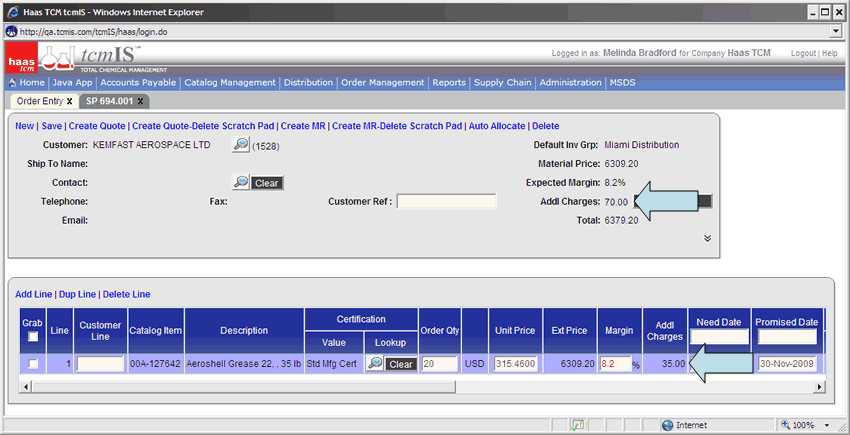 Haas TCM tcmIS - Windows Internet Explorer
http://qa.tcmis.com/tcmIS/haas/login.do
haas tcm tcmIS™
TOTAL CHEMICAL MANAGEMENT
Logged in as: Melinda Bradford for Company Haas TCM Logout | Help
Home | Java App | Accounts Payable | Catalog Management | Distribution | Order Management | Reports | Supply Chain | Administration | MSDS
Order Entry X SP 694.001 X
New | Save | Create Quote | Create Quote-Delete Scratch Pad | Create MR | Create MR-Delete Scratch Pad | Auto Allocate | Delete
Customer: KEMFAST AEROSPACE LTD (1528) Default Inv Grp: Miami Distribution
Ship To Name: Material Price: 6309.20
Contact: Clear Expected Margin: 8.2%
Telephone: Fax: Customer Ref : Addl Charges: 70.00
Email: Total: 6379.20
Add Line | Dup Line | Delete Line
Grab Line Customer Line Catalog Item Description Certification Value Lookup Order Qty Unit Price Ext Price Margin Addl Charges Need Date Promised Date
1 00A-127642 Aeroshell Grease 22, , 35 lb Std Mfg Cert Clear 20 USD 315.4600 6309.20 8.2 % 35.00 30-Nov-2009
Internet 100%